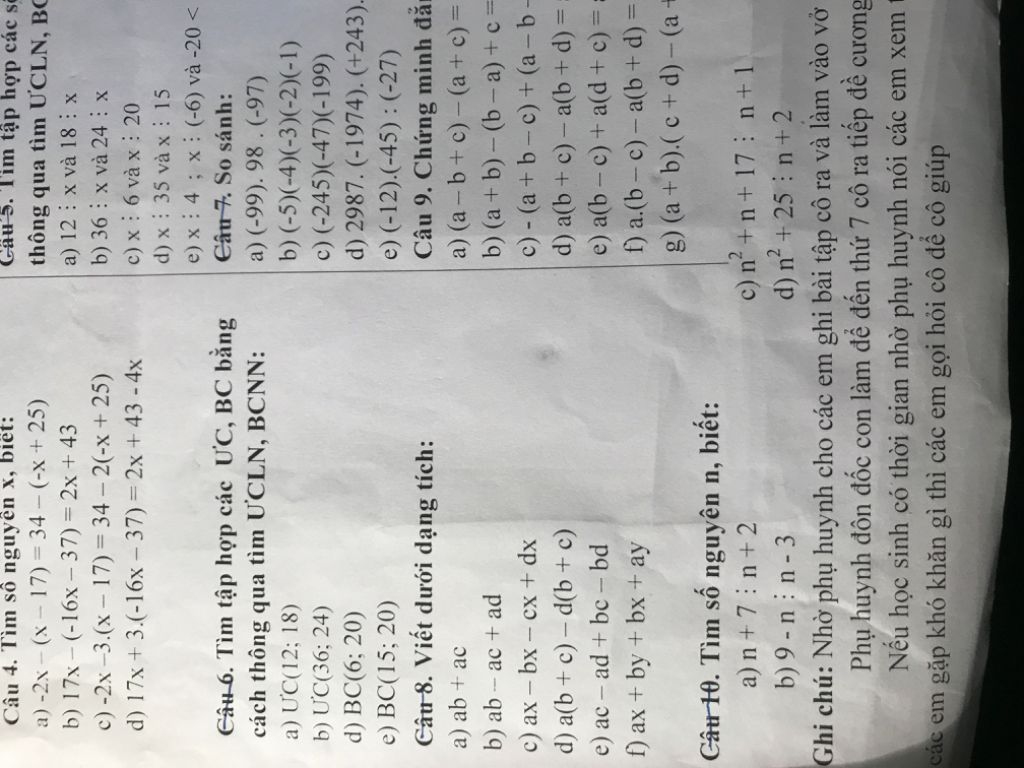 Câu 4. Tìm số nguyên x, biết:
a) -2x – (x – 17) = 34 – (-x + 25)
b) 17x – (-16x – 37) = 2x + 43
c) -2x –3.(x – 17) = 34 – 2(-x + 25)
d) 17x + 3.(-16x – 37) = 2x + 43 - 4x
Câu 5. Tìm tập hợp các số
thông qua tìm ƯCLN, BC
a) 12 ⋮ x và 18 ⋮ x
b) 36 ⋮ x và 24 ⋮ x
c) x ⋮ 6 và x ⋮ 20
d) x ⋮ 35 và x ⋮ 15
e) x ⋮ 4 ; x ⋮ (-6) và -20 <
Câu 6. Tìm tập hợp các ƯC, BC bằng
cách thông qua tìm ƯCLN, BCNN:
a) ƯC(12; 18)
b) ƯC(36; 24)
d) BC(6; 20)
e) BC(15; 20)
Câu 7. So sánh:
a) (-99). 98 . (-97)
b) (-5)(-4)(-3)(-2)(-1)
c) (-245)(-47)(-199)
d) 2987. (-1974). (+243).
e) (-12).(-45) : (-27)
Câu 8. Viết dưới dạng tích:
a) ab + ac
b) ab – ac + ad
c) ax – bx – cx + dx
d) a(b + c) – d(b + c)
e) ac – ad + bc – bd
f) ax + by + bx + ay
Câu 9. Chứng minh đẳn
a) (a – b + c) – (a + c) =
b) (a + b) – (b – a) + c =
c) - (a + b – c) + (a – b –
d) a(b + c) – a(b + d) =
e) a(b – c) + a(d + c) =
f) a.(b – c) – a(b + d) =
g) (a + b).( c + d) – (a +
Câu 10. Tìm số nguyên n, biết:
a) n + 7 ⋮ n + 2
b) 9 - n ⋮ n - 3
c) n² + n + 17 ⋮ n + 1
d) n² + 25 ⋮ n + 2
Ghi chú: Nhờ phụ huynh cho các em ghi bài tập cô ra và làm vào vở
Phụ huynh đôn đốc con làm để đến thứ 7 cô ra tiếp đề cương
Nếu học sinh có thời gian nhờ phụ huynh nói các em xem
các em gặp khó khăn gì thì các em gọi hỏi cô để cô giúp